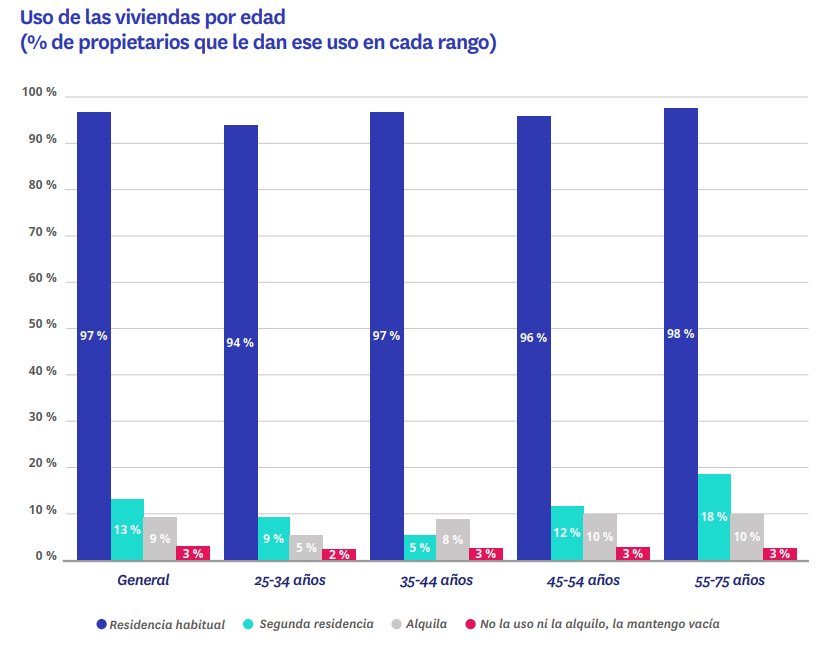 Uso de las viviendas por edad
(% de propietarios que le dan ese uso en cada rango)
100 %
90 %
80 %
70 %
60 %
50 %
40 %
30 %
20 %
10 %
0 %
97 %
13 %
9 %
3 %
94 %
9 %
5 %
2 %
97 %
5 %
8 %
3 %
96 %
12 %
10 %
3 %
98 %
18 %
10 %
3 %
General
25-34 años
35-44 años
45-54 años
55-75 años
Residencia habitual
Segunda residencia
Alquila
No la uso ni la alquilo, la mantengo vacía